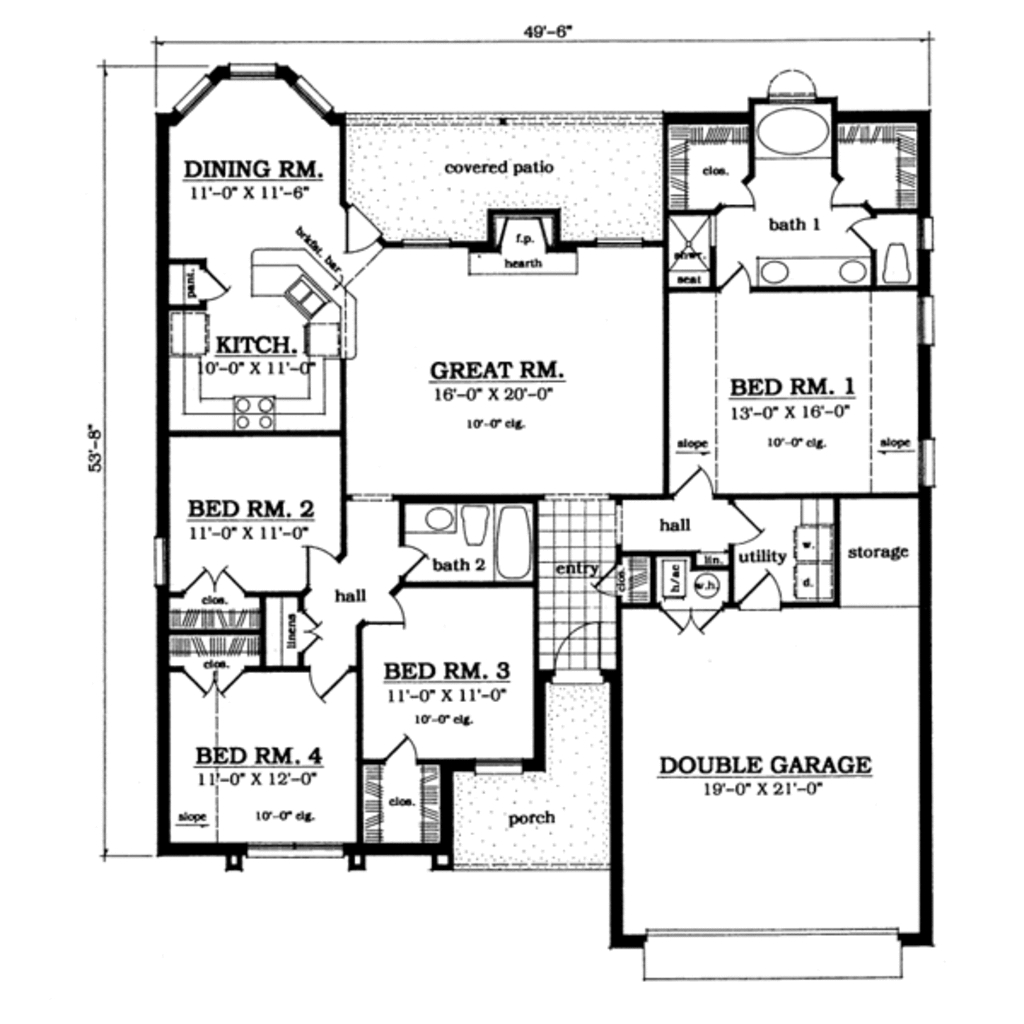 49'-6"
53'-8"
DINING RM.
11'-0" X 11'-6"
covered patio
clos.
bath 1
f.p.
hearth
brkfst. bar
shwr.
seat
pant.
KITCH.
10'-0" X 11'-0"
GREAT RM.
16'-0" X 20'-0"
10'-0" clg.
BED RM. 1
13'-0" X 16'-0"
10'-0" clg.
slope
slope
BED RM. 2
11'-0" X 11'-0"
bath 2
entry
hall
utility
w.
d.
storage
lin.
clos.
h/ac
w.h.
clos.
hall
linens
clos.
BED RM. 3
11'-0" X 11'-0"
10'-0" clg.
BED RM. 4
11'-0" X 12'-0"
10'-0" clg.
slope
clos.
porch
DOUBLE GARAGE
19'-0" X 21'-0"